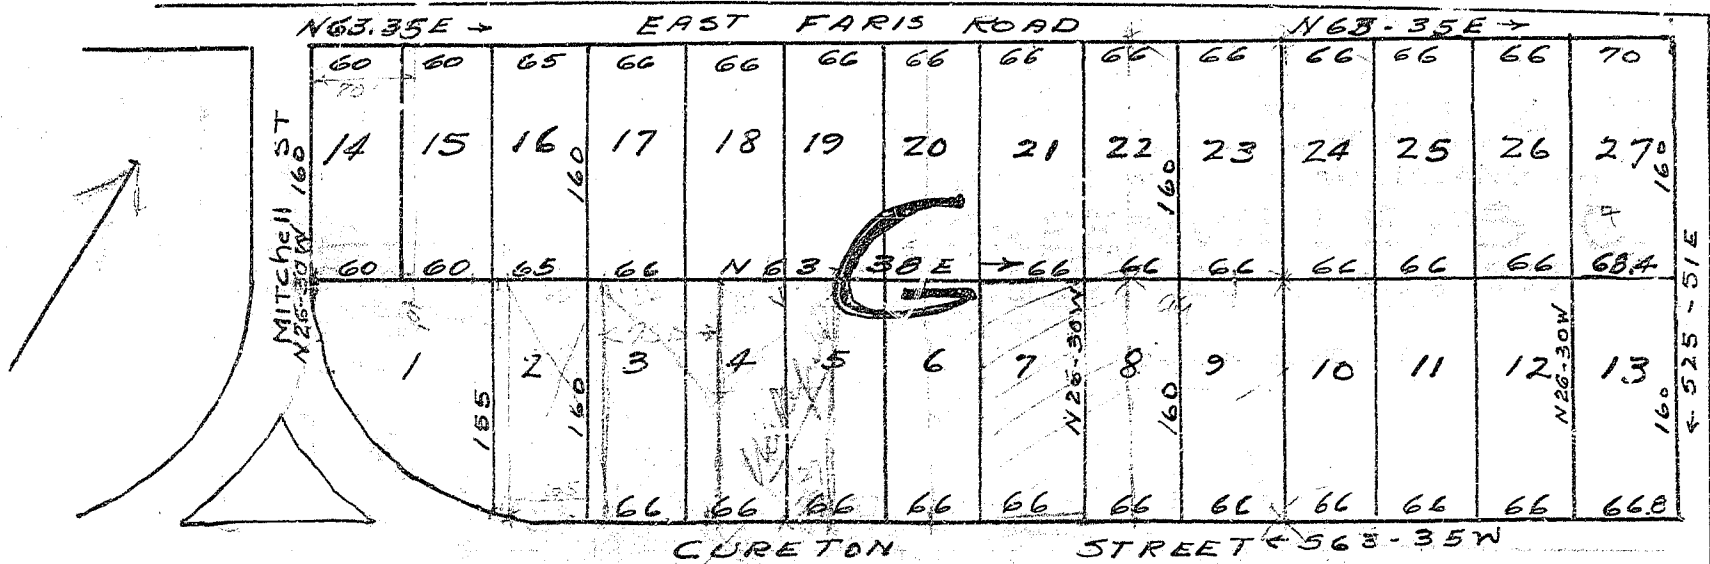 N63.35E → EAST FARIS ROAD N63-35E →
60 60 65 66 66 66 66 66 66 66 66 66 66 70
70
MITCHELL ST
N26-30W 160
14 15 16 17 18 19 20 21 22 23 24 25 26 27
160 160 160
G
60 60 65 66 N63-38E → 66 66 66 66 66 66 68.4
← S25-51E
1 2 3 4 5 6 7 8 9 10 11 12 13
155 160 N26-30W 160 N26-30W 160
66 66 66 66 66 66 66 66 66 66 66.8
CURETON STREET ← S63-35W